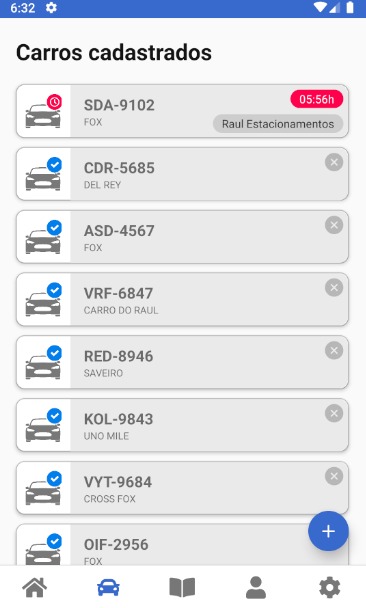 6:32
Carros cadastrados
SDA-9102
05:56h
FOX
Raul Estacionamentos
CDR-5685
DEL REY
ASD-4567
FOX
VRF-6847
CARRO DO RAUL
RED-8946
SAVEIRO
KOL-9843
UNO MILE
VYT-9684
CROSS FOX
OIF-2956
FOX